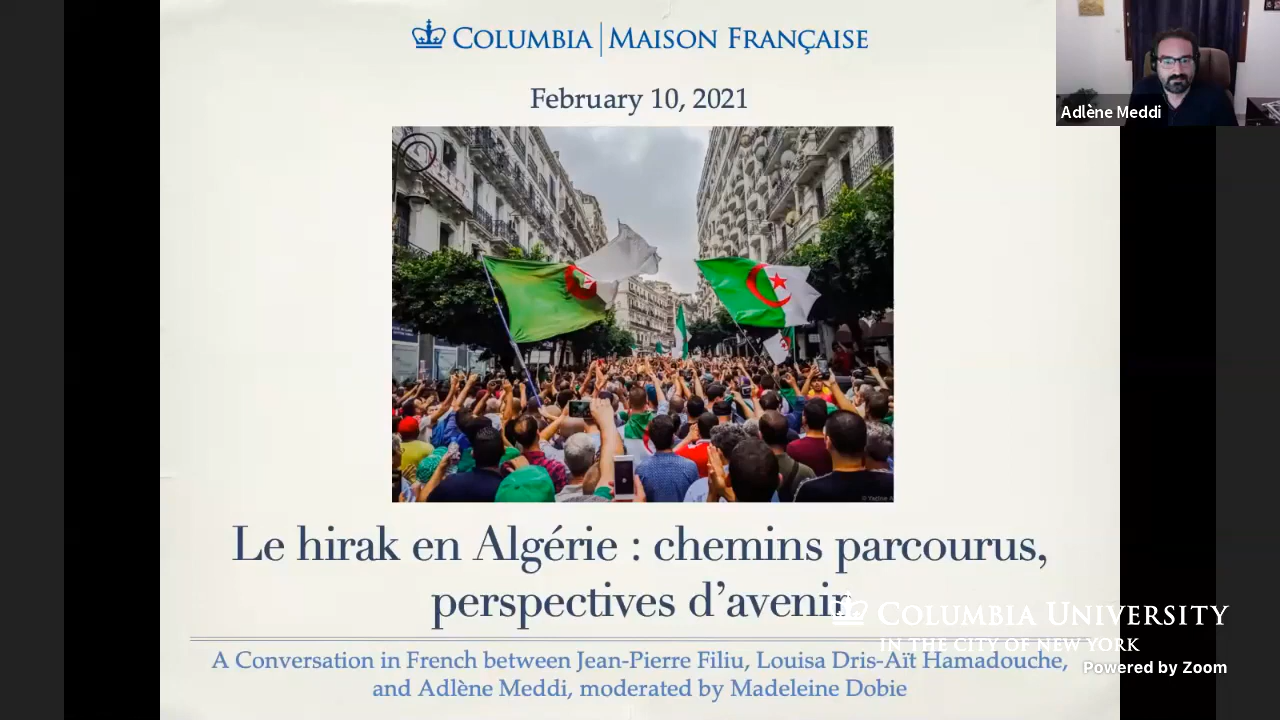 COLUMBIA | MAISON FRANÇAISE
February 10, 2021
Adlène Meddi
Le hirak en Algérie : chemins parcourus,
perspectives d'avenir
COLUMBIA UNIVERSITY
IN THE CITY OF NEW YORK
Powered by Zoom
A Conversation in French between Jean-Pierre Filiu, Louisa Dris-Aït Hamadouche,
and Adlène Meddi, moderated by Madeleine Dobie